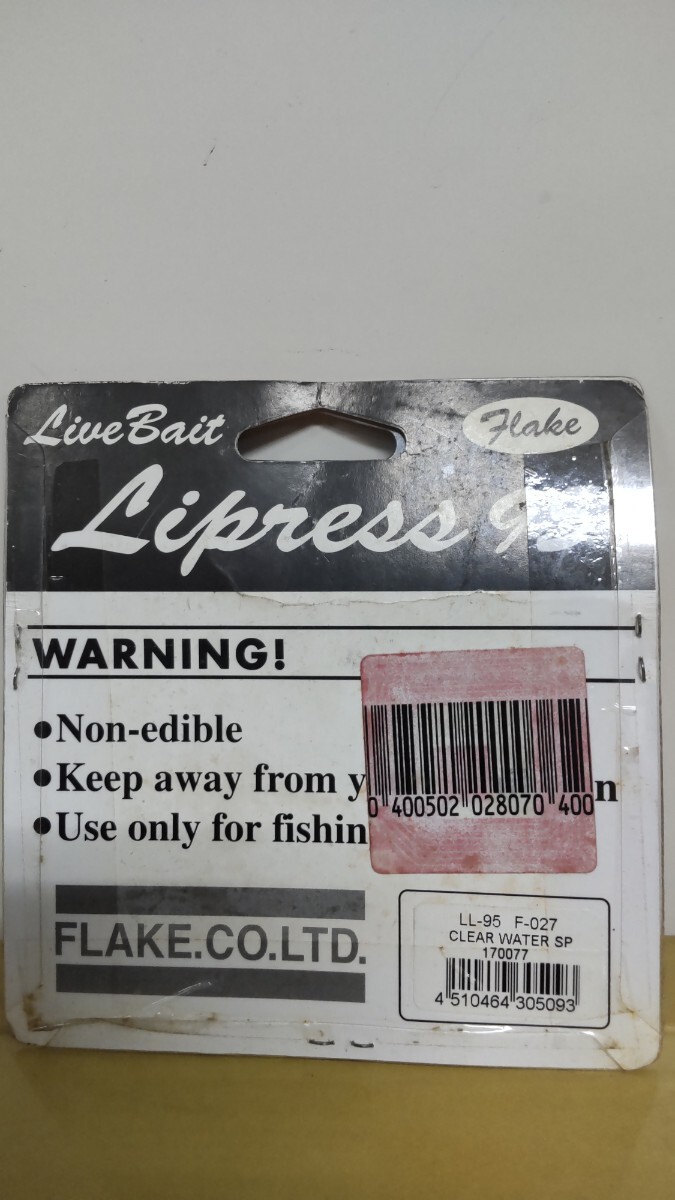 Live Bait
Flake
Lipress 95
WARNING!
•Non-edible
•Keep away from y n
•Use only for fishin
0 400502 028070 400
FLAKE.CO.LTD.
LL-95 F-027
CLEAR WATER SP
170077
4 510464 305093